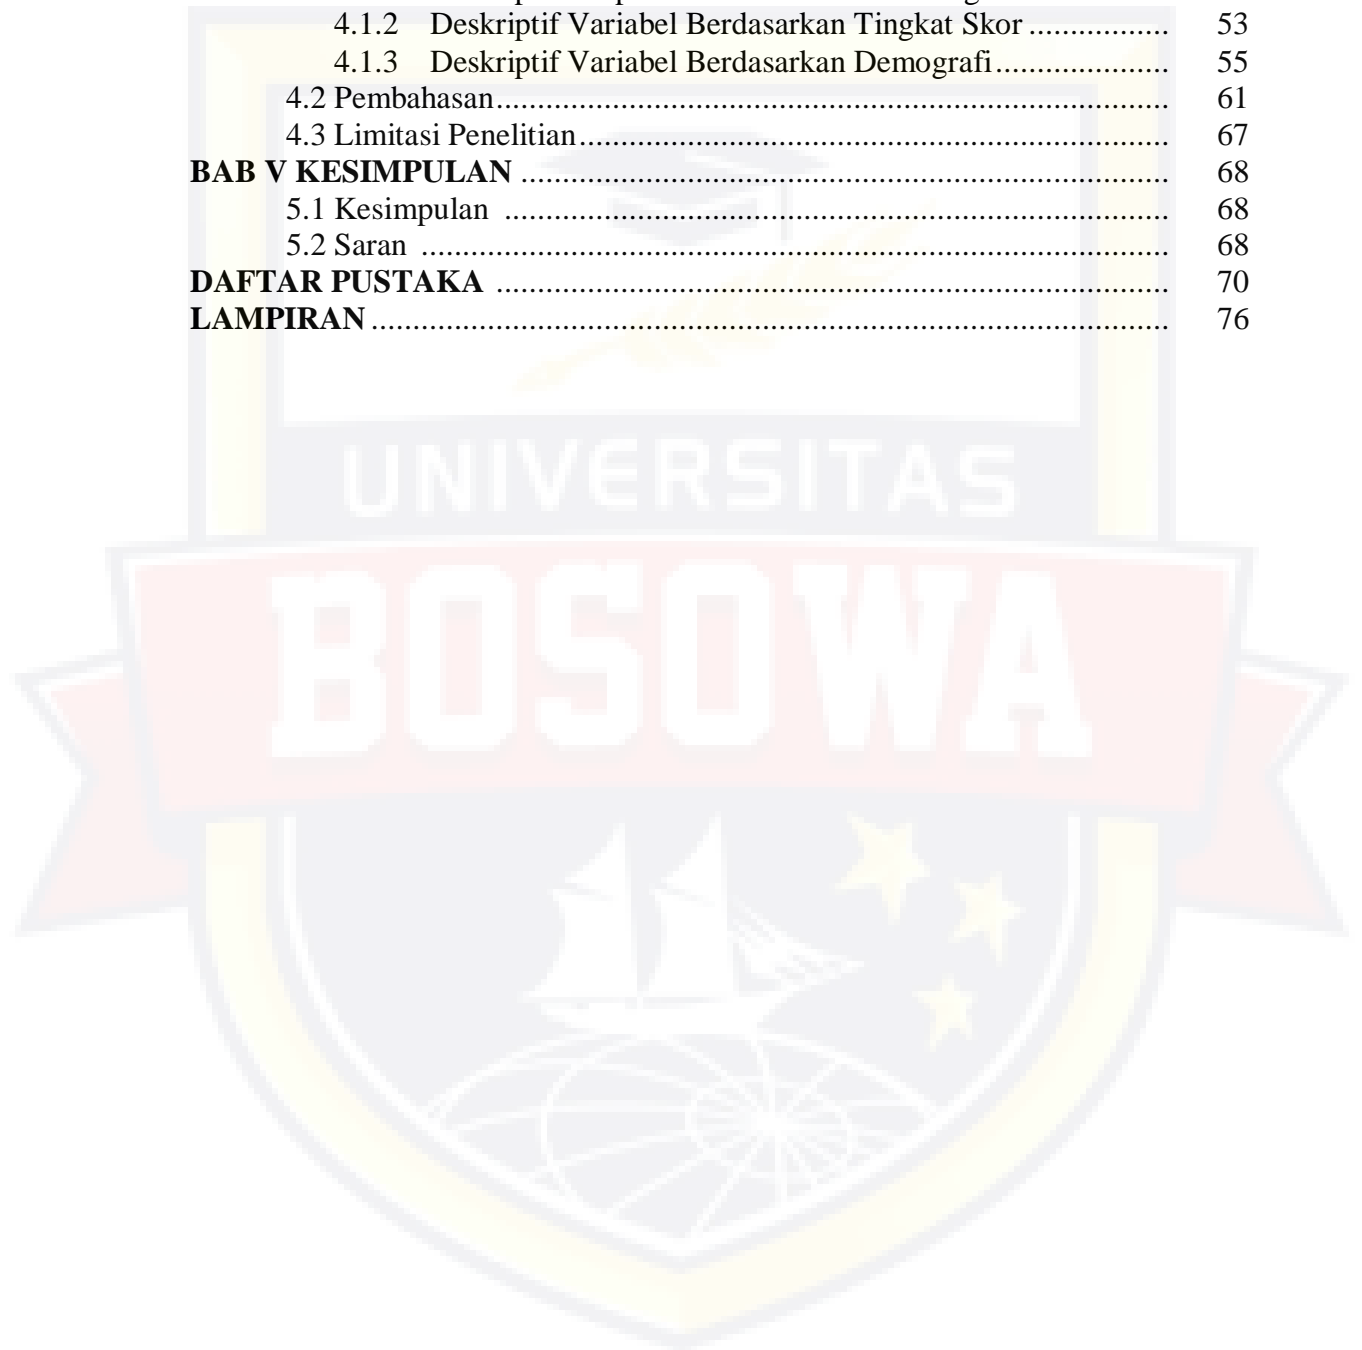 4.1.2 Deskriptif Variabel Berdasarkan Tingkat Skor ................. 53
4.1.3 Deskriptif Variabel Berdasarkan Demografi..................... 55
4.2 Pembahasan.................................................................................. 61
4.3 Limitasi Penelitian........................................................................ 67
BAB V KESIMPULAN ............................................................................... 68
5.1 Kesimpulan ................................................................................. 68
5.2 Saran ........................................................................................... 68
DAFTAR PUSTAKA .................................................................................. 70
LAMPIRAN ................................................................................................. 76
UNIVERSITAS
BOSOWA